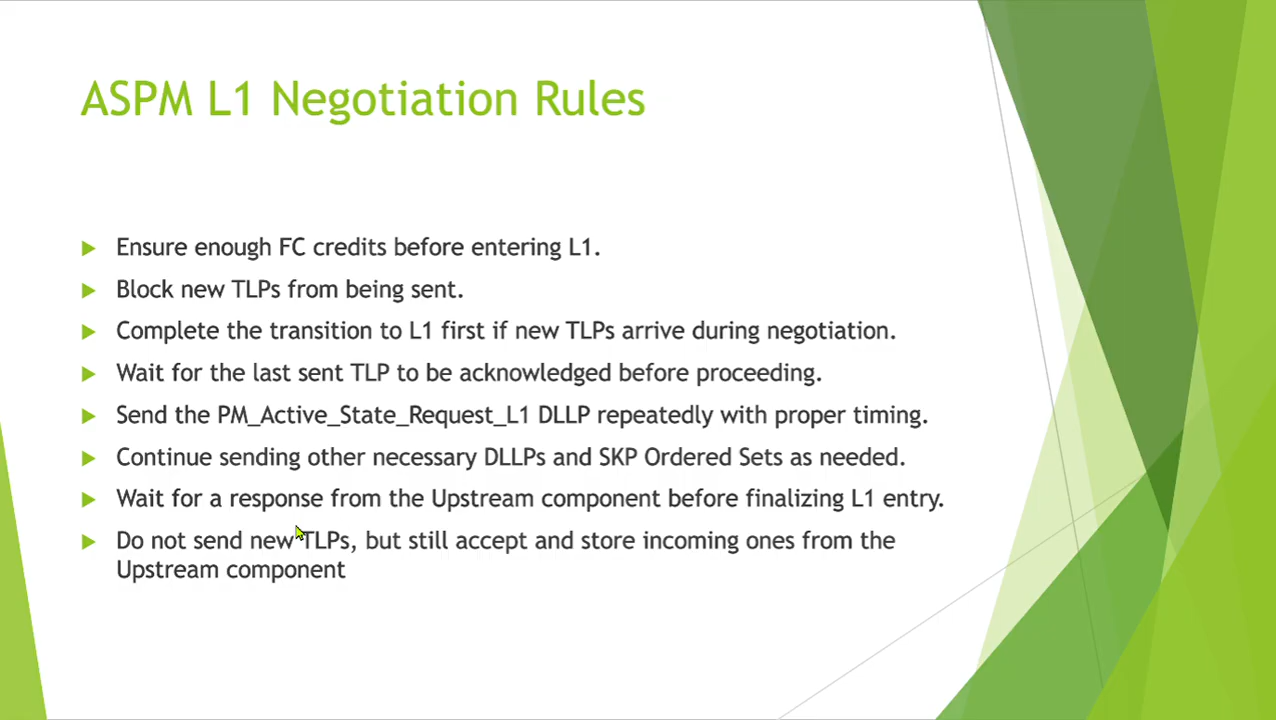 ASPM L1 Negotiation Rules
Ensure enough FC credits before entering L1.
Block new TLPs from being sent.
Complete the transition to L1 first if new TLPs arrive during negotiation.
Wait for the last sent TLP to be acknowledged before proceeding.
Send the PM_Active_State_Request_L1 DLLP repeatedly with proper timing.
Continue sending other necessary DLLPs and SKP Ordered Sets as needed.
Wait for a response from the Upstream component before finalizing L1 entry.
Do not send new TLPs, but still accept and store incoming ones from the
Upstream component